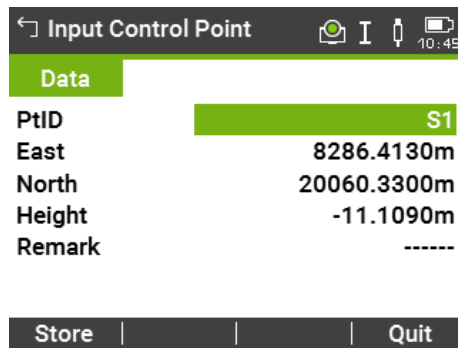 Input Control Point I 10:45
Data
PtID S1
East 8286.4130m
North 20060.3300m
Height -11.1090m
Remark ------
Store Quit